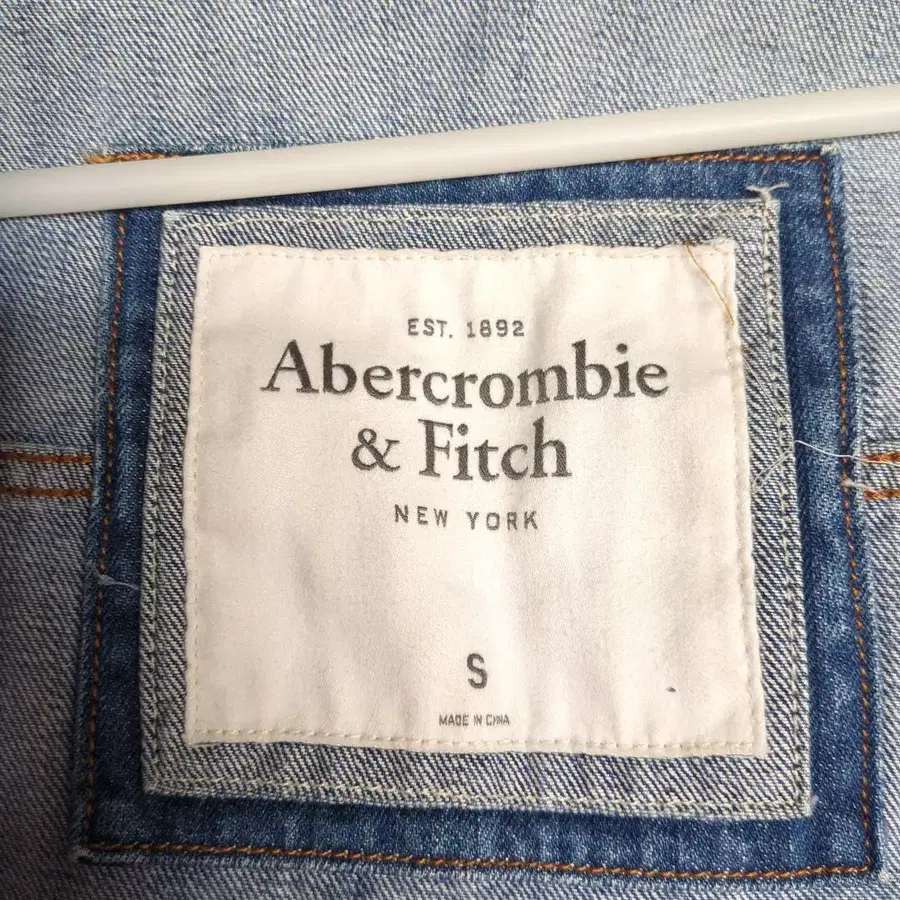 EST. 1892
Abercrombie
& Fitch
NEW YORK
S
MADE IN CHINA